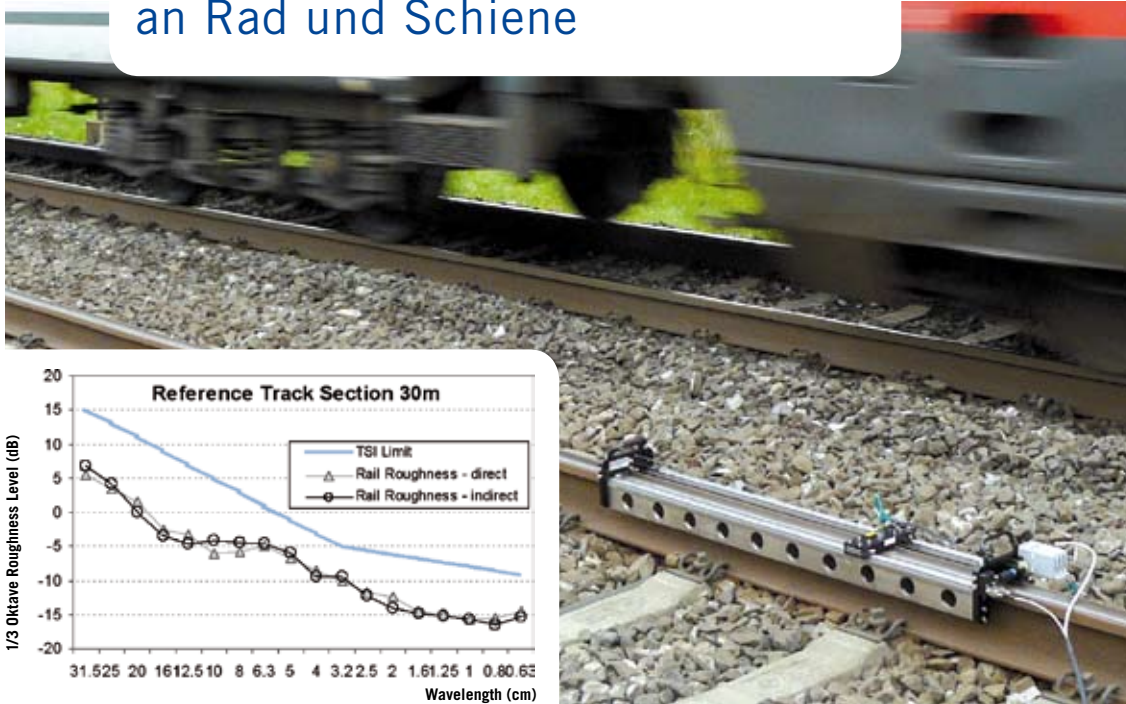 an Rad und Schiene
Reference Track Section 30m
TSI Limit
Rail Roughness - direct
Rail Roughness - indirect
1/3 Oktave Roughness Level (dB)
20
15
10
5
0
-5
-10
-15
-20
31.5 25 20 16 12.5 10 8 6.3 5 4 3.2 2.5 2 1.6 1.25 1 0.8 0.63
Wavelength (cm)